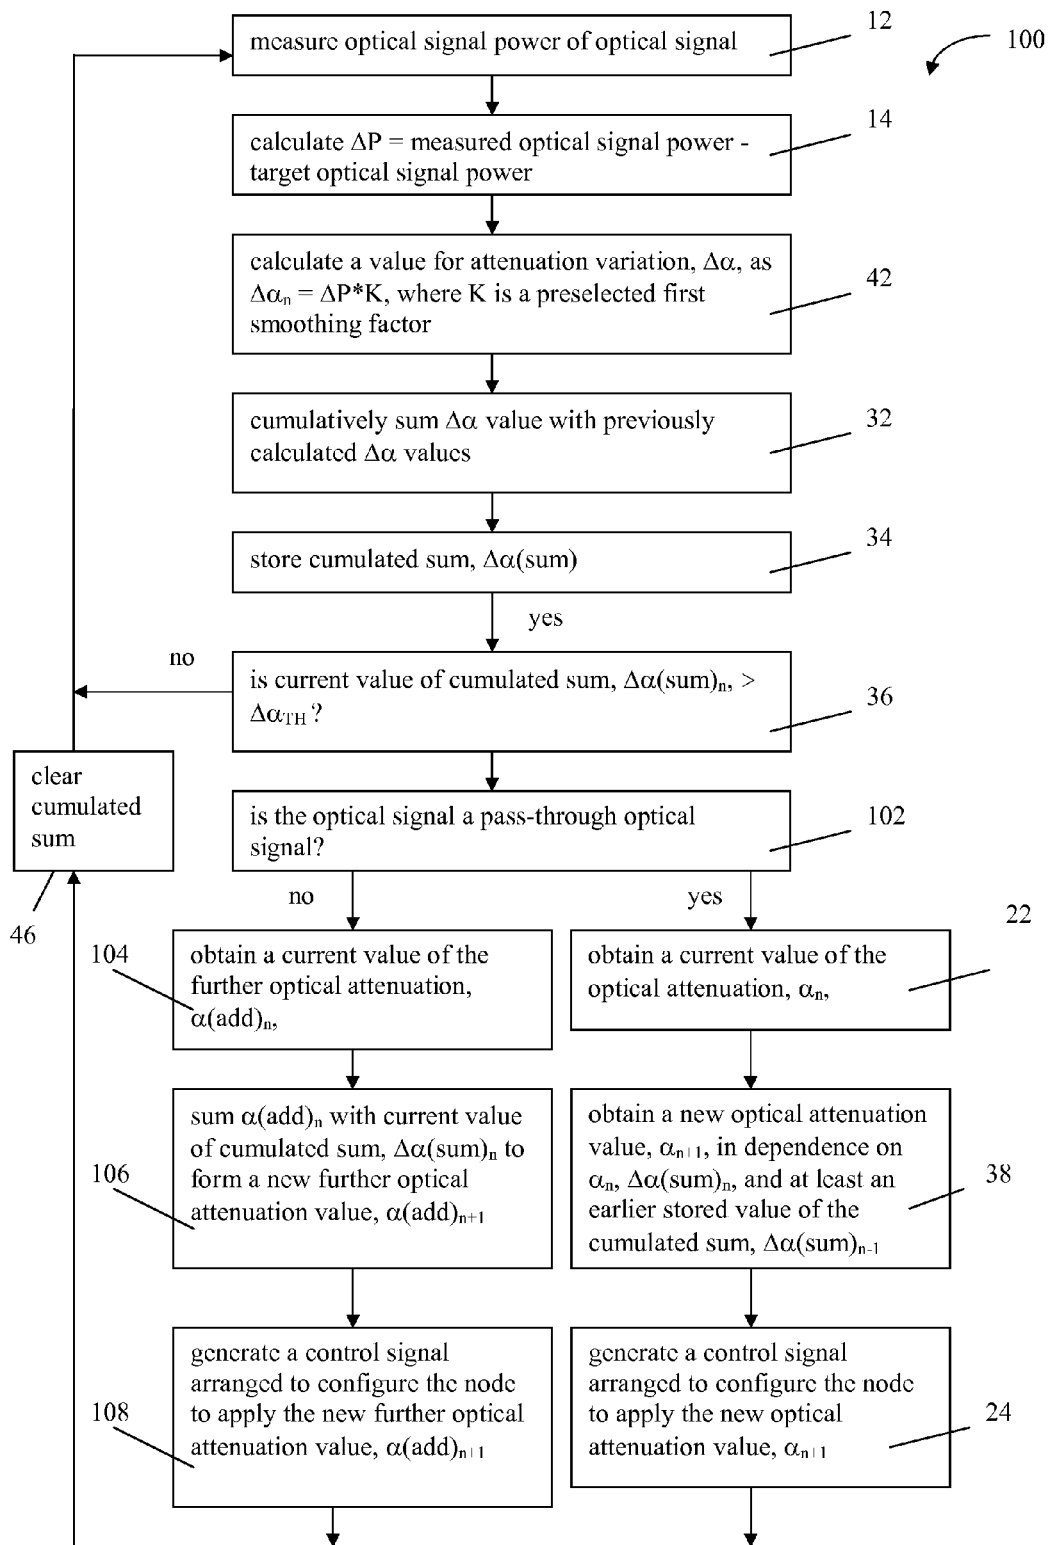 measure optical signal power of optical signal
12
100
calculate ΔP = measured optical signal power -
target optical signal power
14
calculate a value for attenuation variation, Δα, as
Δαₙ = ΔP*K, where K is a preselected first
smoothing factor
42
cumulatively sum Δα value with previously
calculated Δα values
32
store cumulated sum, Δα(sum)
34
yes
no
is current value of cumulated sum, Δα(sum)ₙ, >
Δα_TH ?
36
clear
cumulated
sum
46
is the optical signal a pass-through optical
signal?
102
no
yes
104
obtain a current value of the
further optical attenuation,
α(add)ₙ,
obtain a current value of the
optical attenuation, αₙ,
22
sum α(add)ₙ with current value
of cumulated sum, Δα(sum)ₙ to
form a new further optical
attenuation value, α(add)ₙ₊₁
106
obtain a new optical attenuation
value, αₙ₊₁, in dependence on
αₙ, Δα(sum)ₙ, and at least an
earlier stored value of the
cumulated sum, Δα(sum)ₙ₋₁
38
generate a control signal
arranged to configure the node
to apply the new further optical
attenuation value, α(add)ₙ₊₁
108
generate a control signal
arranged to configure the node
to apply the new optical
attenuation value, αₙ₊₁
24